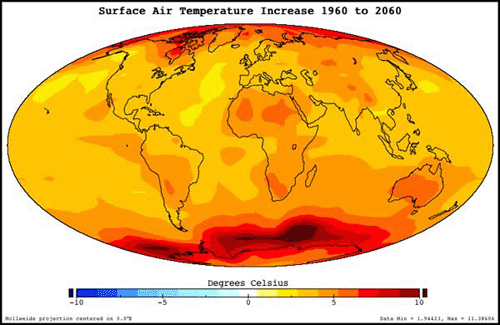 Surface Air Temperature Increase 1960 to 2060
Degrees Celsius
-10 -5 0 5 10
Mollweide projection centered on 0.0°E
Data Min = 1.94423, Max = 11.38606